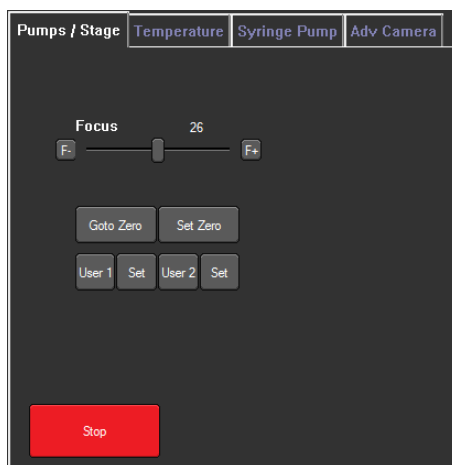 Pumps / Stage Temperature Syringe Pump Adv Camera
Focus 26
F- F+
Goto Zero Set Zero
User 1 Set User 2 Set
Stop